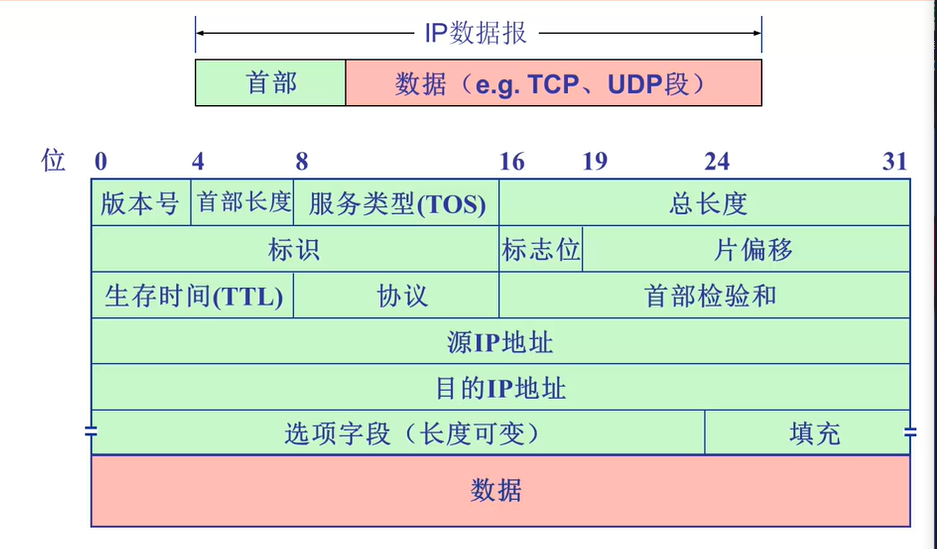 IP数据报
首部 数据（e.g. TCP、UDP段）
位 0 4 8 16 19 24 31
版本号 首部长度 服务类型(TOS) 总长度
标识 标志位 片偏移
生存时间(TTL) 协议 首部检验和
源IP地址
目的IP地址
选项字段（长度可变） 填充
数据